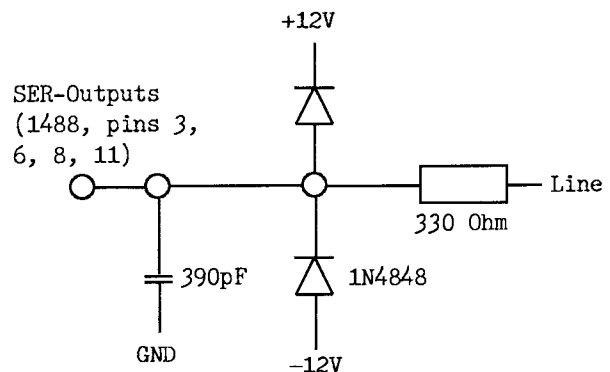 +12V
SER-Outputs
(1488, pins 3,
6, 8, 11)
Line
330 Ohm
390pF
1N4848
GND
-12V